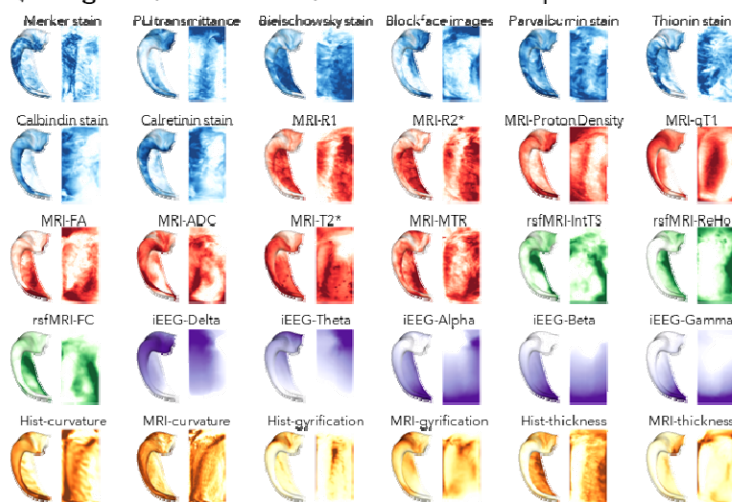 Merker stain PLI transmittance Bielschowsky stain Blockface images Parvalbumin stain Thionin stain
Calbindin stain Calretinin stain MRI-R1 MRI-R2* MRI-Proton Density MRI-qT1
MRI-FA MRI-ADC MRI-T2* MRI-MTR rsfMRI-IntTS rsfMRI-ReHo
rsfMRI-FC iEEG-Delta iEEG-Theta iEEG-Alpha iEEG-Beta iEEG-Gamma
Hist-curvature MRI-curvature Hist-gyrification MRI-gyrification Hist-thickness MRI-thickness